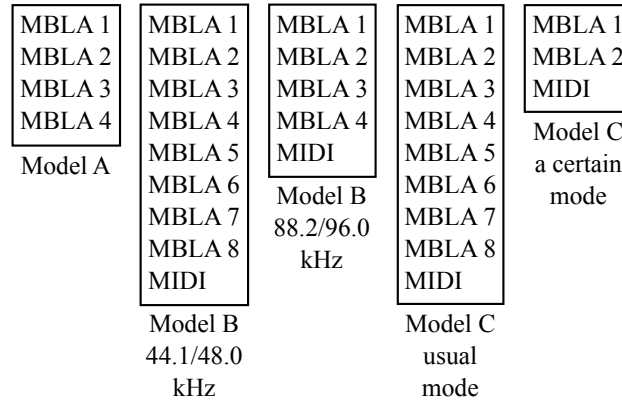 MBLA 1
MBLA 2
MBLA 3
MBLA 4
Model A
MBLA 1
MBLA 2
MBLA 3
MBLA 4
MBLA 5
MBLA 6
MBLA 7
MBLA 8
MIDI
Model B
44.1/48.0
kHz
MBLA 1
MBLA 2
MBLA 3
MBLA 4
MIDI
Model B
88.2/96.0
kHz
MBLA 1
MBLA 2
MBLA 3
MBLA 4
MBLA 5
MBLA 6
MBLA 7
MBLA 8
MIDI
Model C
usual
mode
MBLA 1
MBLA 2
MIDI
Model C
a certain
mode